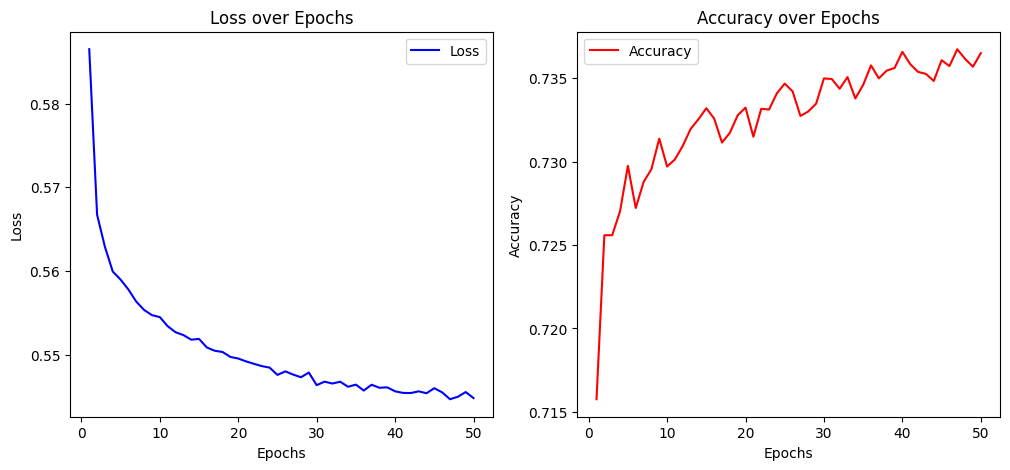 Loss over Epochs
Loss
0.58
0.57
0.56
0.55
Loss
0 10 20 30 40 50
Epochs
Accuracy over Epochs
Accuracy
0.735
0.730
0.725
0.720
0.715
Accuracy
0 10 20 30 40 50
Epochs